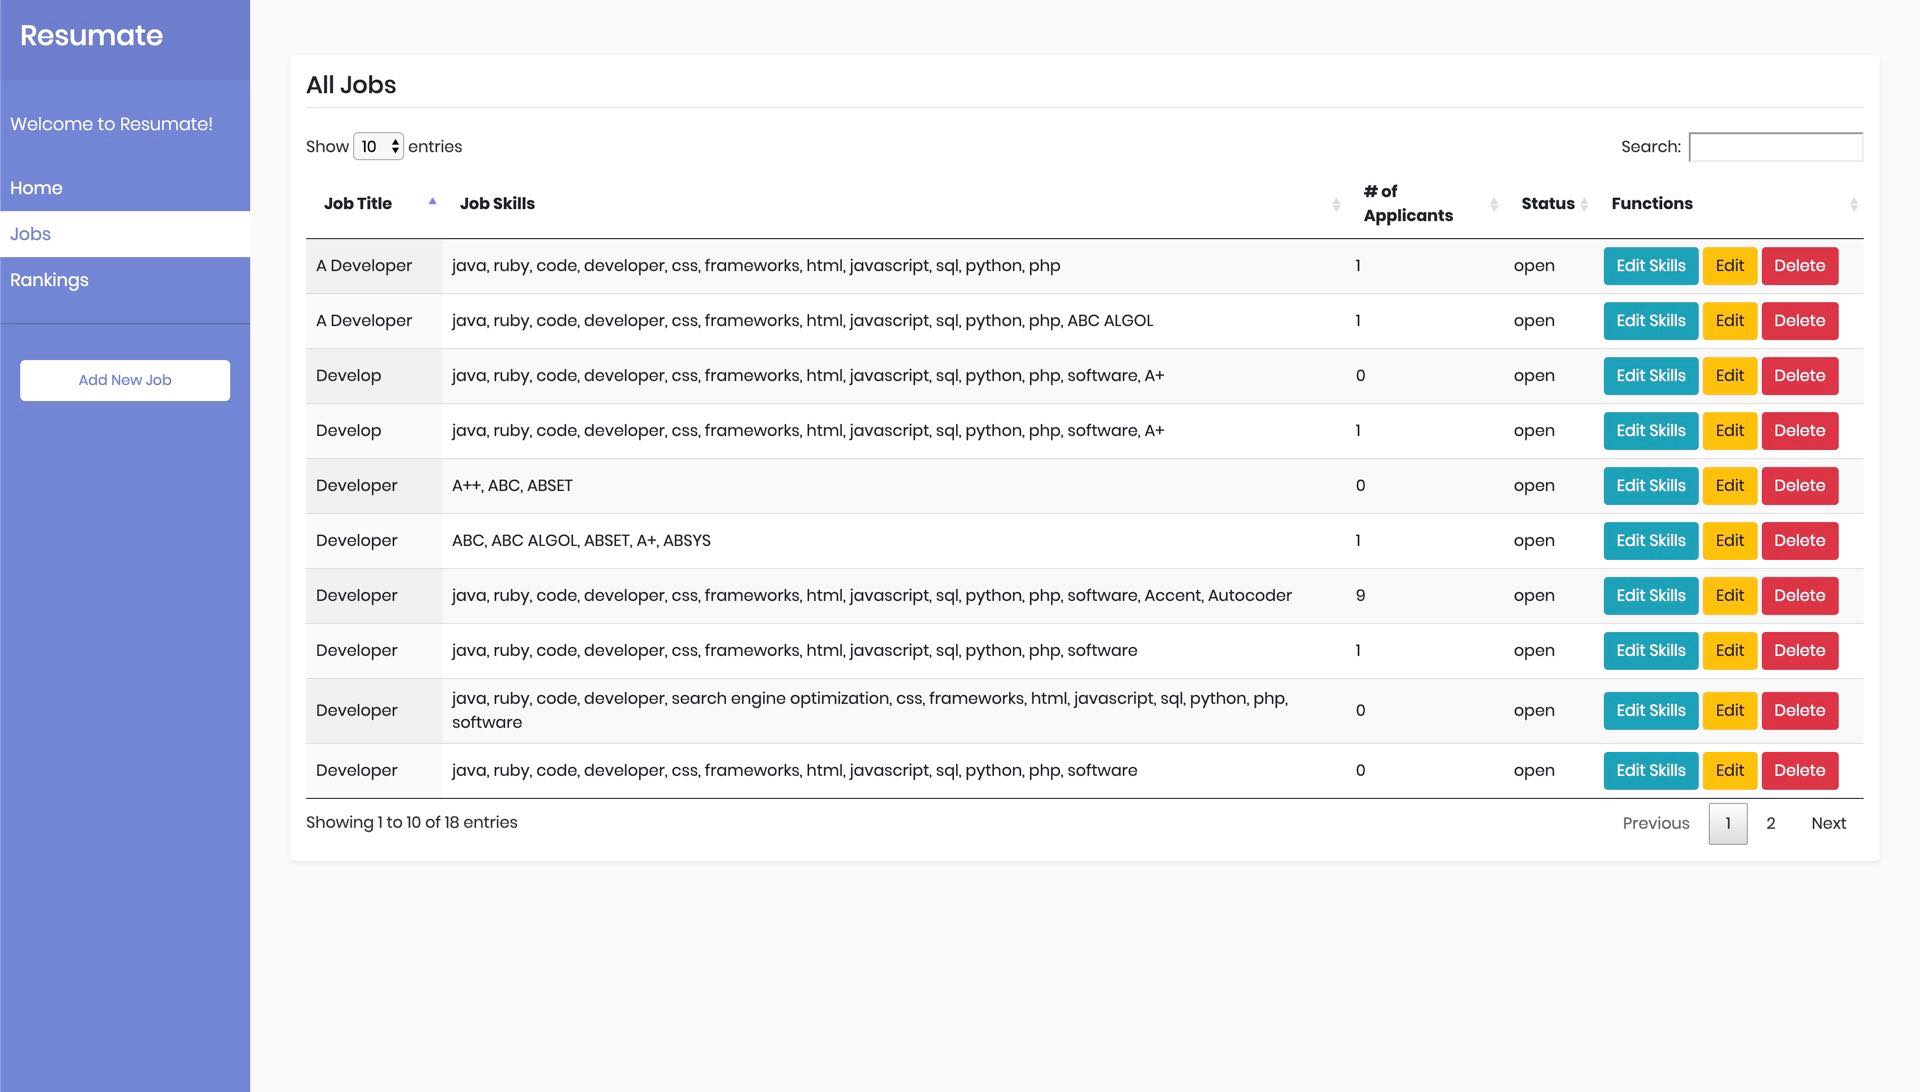 Resumate
Welcome to Resumate!
Home
Jobs
Rankings
Add New Job
All Jobs
Show 10 entries
Search:
Job Title Job Skills # of Applicants Status Functions
A Developer java, ruby, code, developer, css, frameworks, html, javascript, sql, python, php 1 open Edit Skills Edit Delete
A Developer java, ruby, code, developer, css, frameworks, html, javascript, sql, python, php, ABC ALGOL 1 open Edit Skills Edit Delete
Develop java, ruby, code, developer, css, frameworks, html, javascript, sql, python, php, software, A+ 0 open Edit Skills Edit Delete
Develop java, ruby, code, developer, css, frameworks, html, javascript, sql, python, php, software, A+ 1 open Edit Skills Edit Delete
Developer A++, ABC, ABSET 0 open Edit Skills Edit Delete
Developer ABC, ABC ALGOL, ABSET, A+, ABSYS 1 open Edit Skills Edit Delete
Developer java, ruby, code, developer, css, frameworks, html, javascript, sql, python, php, software, Accent, Autocoder 9 open Edit Skills Edit Delete
Developer java, ruby, code, developer, css, frameworks, html, javascript, sql, python, php, software 1 open Edit Skills Edit Delete
Developer java, ruby, code, developer, search engine optimization, css, frameworks, html, javascript, sql, python, php,
software 0 open Edit Skills Edit Delete
Developer java, ruby, code, developer, css, frameworks, html, javascript, sql, python, php, software 0 open Edit Skills Edit Delete
Showing 1 to 10 of 18 entries
Previous 1 2 Next